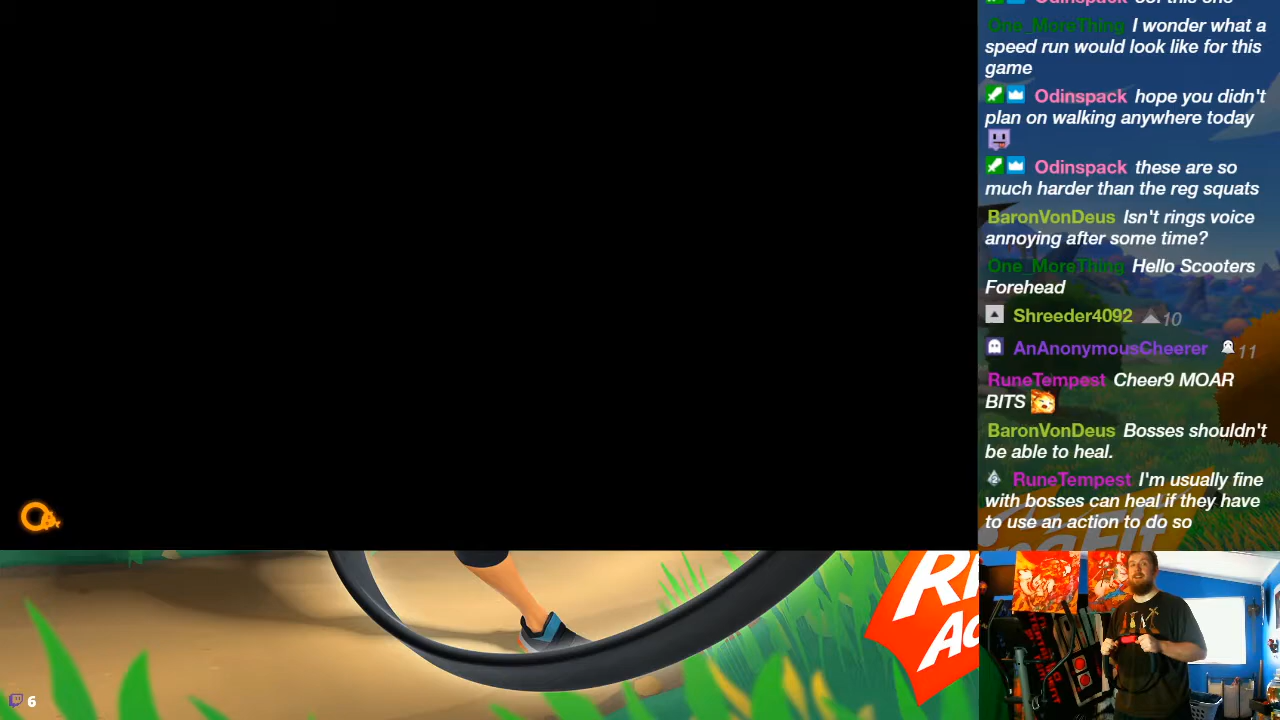 One_MoreThing I wonder what a
speed run would look like for this
game
Odinspack hope you didn't
plan on walking anywhere today
Odinspack these are so
much harder than the reg squats
BaronVonDeus Isn't rings voice
annoying after some time?
One_MoreThing Hello Scooters
Forehead
Shreeder4092 10
AnAnonymousCheerer 11
RuneTempest Cheer9 MOAR
BITS
BaronVonDeus Bosses shouldn't
be able to heal.
2 RuneTempest I'm usually fine
with bosses can heal if they have
to use an action to do so
6